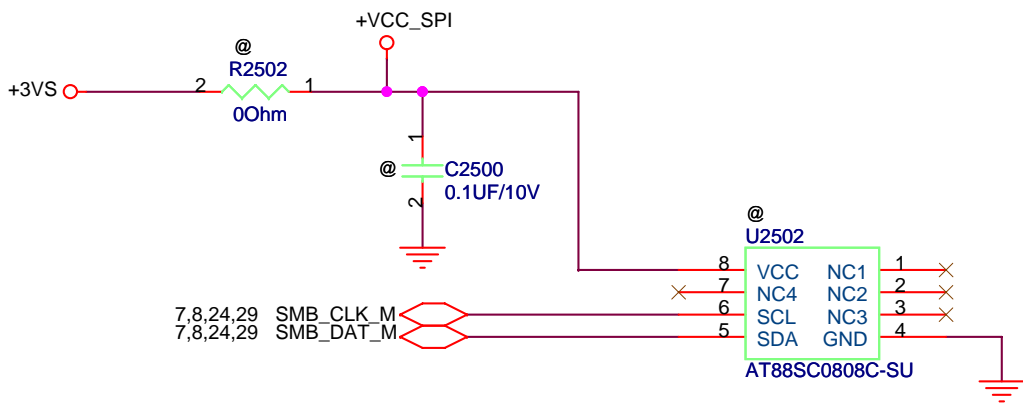 +VCC_SPI
@
R2502
+3VS
2
1
0Ohm
1
@
C2500
0.1UF/10V
2
@
U2502
8 VCC NC1 1
7 NC4 NC2 2
7,8,24,29 SMB_CLK_M 6 SCL NC3 3
7,8,24,29 SMB_DAT_M 5 SDA GND 4
AT88SC0808C-SU